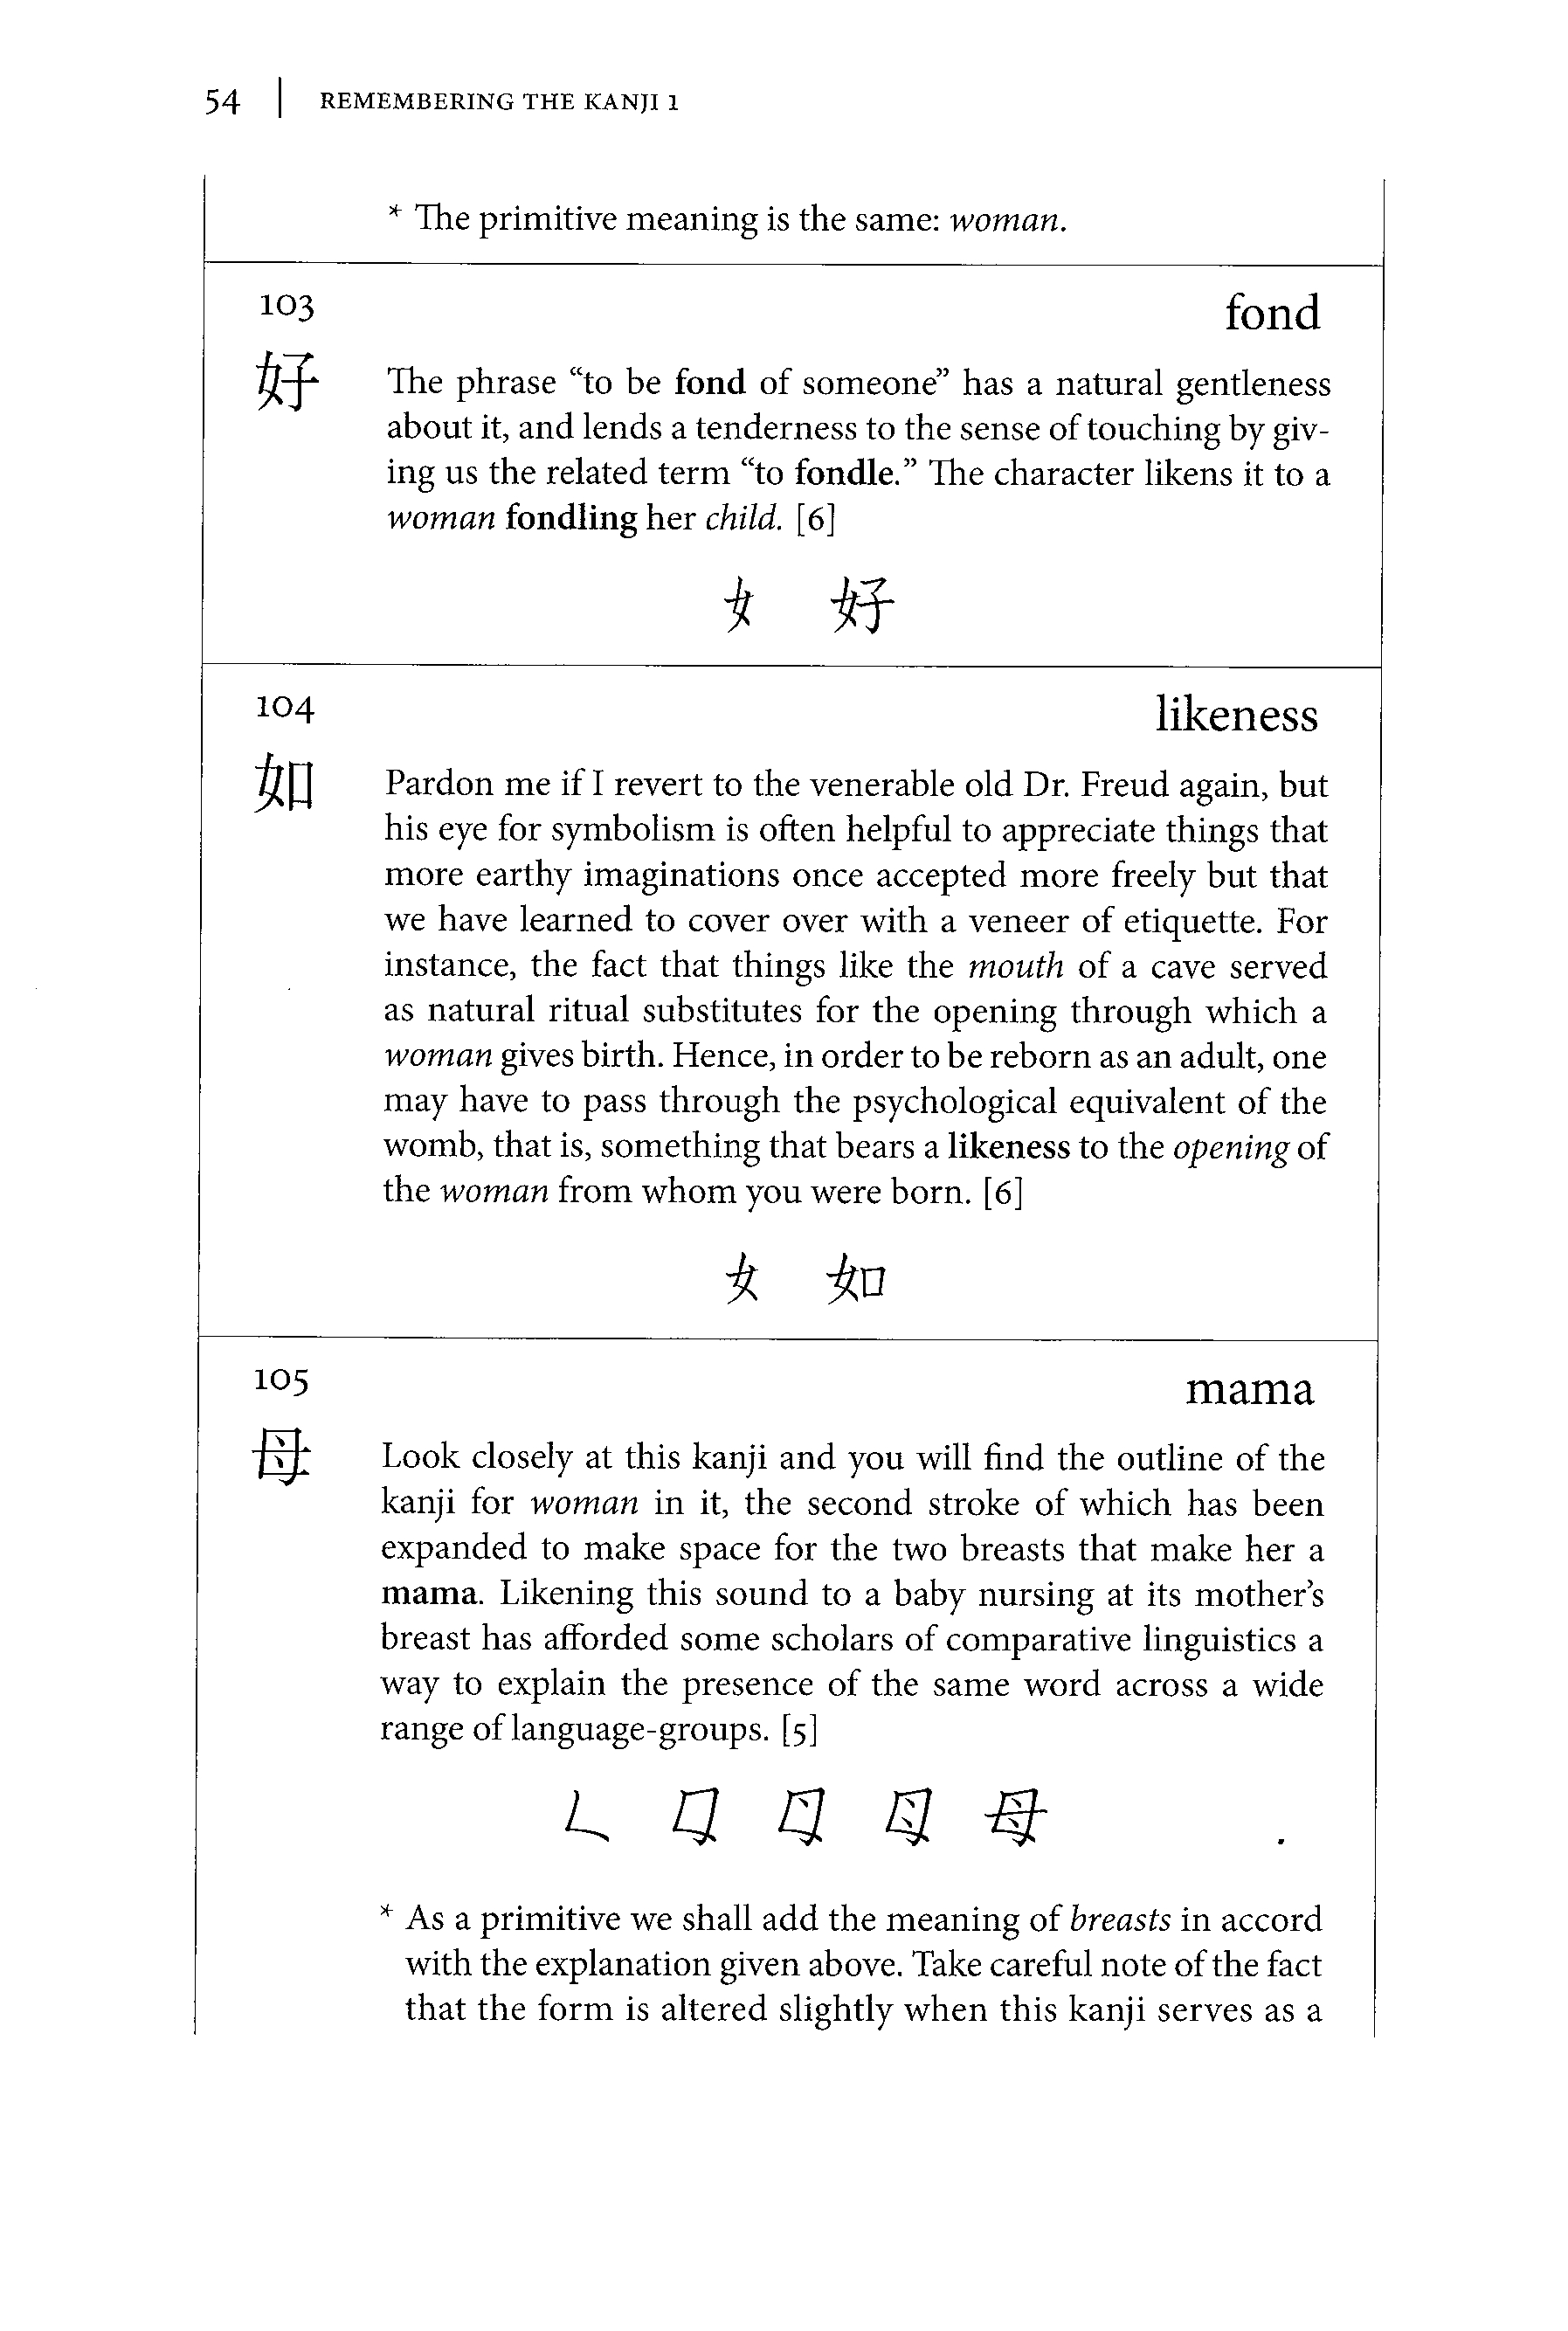 54 | REMEMBERING THE KANJI 1
* The primitive meaning is the same: woman.
103
fond
好
The phrase “to be fond of someone” has a natural gentleness
about it, and lends a tenderness to the sense of touching by giv-
ing us the related term “to fondle.” The character likens it to a
woman fondling her child. [6]
女 好
104
likeness
如
Pardon me if I revert to the venerable old Dr. Freud again, but
his eye for symbolism is often helpful to appreciate things that
more earthy imaginations once accepted more freely but that
we have learned to cover over with a veneer of etiquette. For
instance, the fact that things like the mouth of a cave served
as natural ritual substitutes for the opening through which a
woman gives birth. Hence, in order to be reborn as an adult, one
may have to pass through the psychological equivalent of the
womb, that is, something that bears a likeness to the opening of
the woman from whom you were born. [6]
女 如
105
mama
母
Look closely at this kanji and you will find the outline of the
kanji for woman in it, the second stroke of which has been
expanded to make space for the two breasts that make her a
mama. Likening this sound to a baby nursing at its mother’s
breast has afforded some scholars of comparative linguistics a
way to explain the presence of the same word across a wide
range of language-groups. [5]
母
* As a primitive we shall add the meaning of breasts in accord
with the explanation given above. Take careful note of the fact
that the form is altered slightly when this kanji serves as a